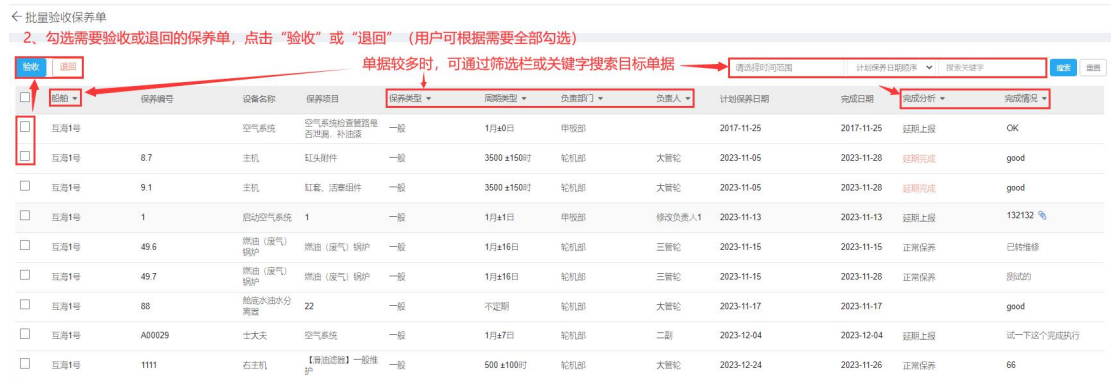 ← 批量验收保养单
2、勾选需要验收或退回的保养单，点击“验收”或“退回”（用户可根据需要全部勾选）
验收 退回 单据较多时，可通过筛选栏或关键字搜索目标单据 请选择时间范围 计划保养日期顺序 搜索关键字 搜索 重置
船舶 保养编号 设备名称 保养项目 保养类型 周期类型 负责部门 负责人 计划保养日期 完成日期 完成分析 完成情况
互海1号 空气系统 空气系统检查管路是否泄漏、补油漆 一般 1月±0日 甲板部 2017-11-25 2017-11-25 延期上报 OK
互海1号 8.7 主机 缸头附件 一般 3500 ±150时 轮机部 大管轮 2023-11-05 2023-11-28 延期完成 good
互海1号 9.1 主机 缸套、活塞组件 一般 3500 ±150时 轮机部 大管轮 2023-11-05 2023-11-28 延期完成 good
互海1号 1 启动空气系统 1 一般 1月±1日 甲板部 修改负责人1 2023-11-13 2023-11-13 延期上报 132132
互海1号 49.6 燃油（废气）锅炉 燃油（废气）锅炉 一般 1月±16日 轮机部 三管轮 2023-11-15 2023-11-15 正常保养 已转维修
互海1号 49.7 燃油（废气）锅炉 燃油（废气）锅炉 一般 1月±16日 轮机部 三管轮 2023-11-15 2023-11-28 正常保养 测试的
互海1号 88 舱底水油水分离器 22 一般 不定期 轮机部 大管轮 2023-11-17 2023-11-17 good
互海1号 A00029 士大夫 空气系统 一般 1月±7日 轮机部 二副 2023-12-04 2023-12-04 延期上报 试一下这个完成执行
互海1号 1111 右主机 【滑油滤器】一般维护 一般 500 ±100时 轮机部 大管轮 2023-12-24 2023-11-26 正常保养 66